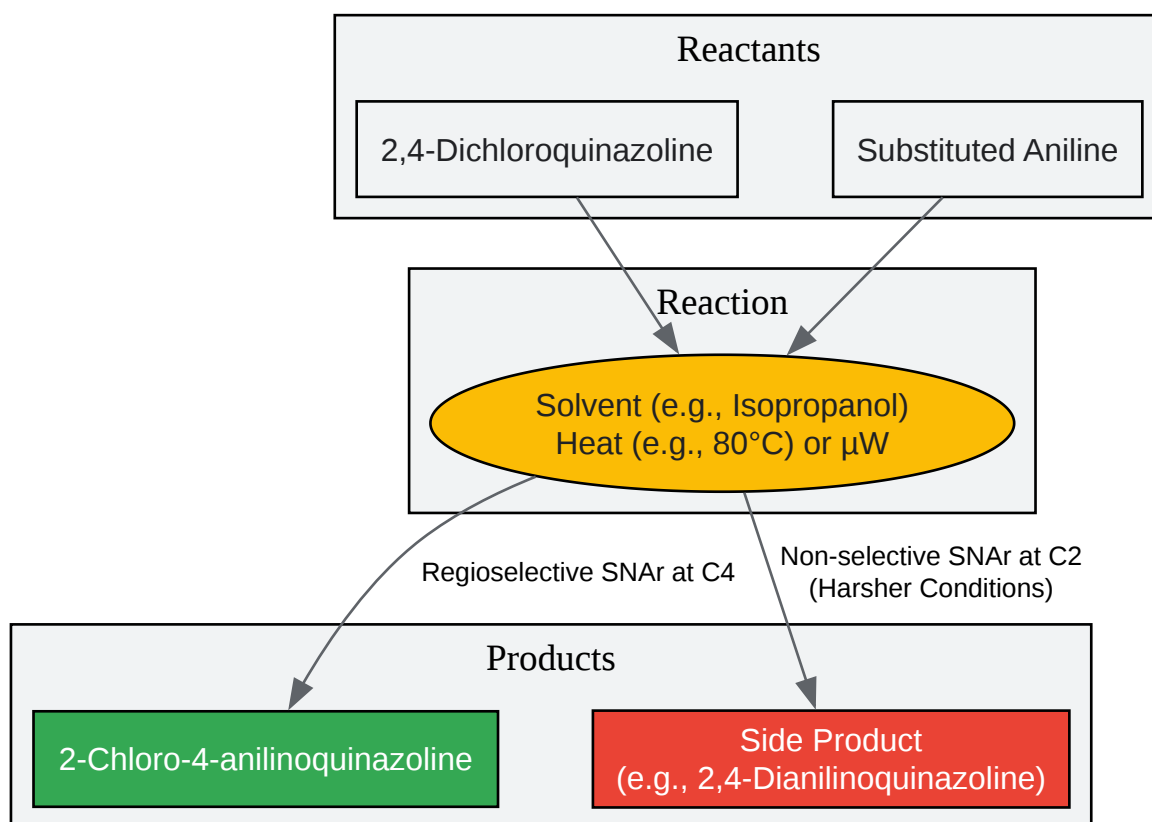 Reactants
2,4-Dichloroquinazoline
Substituted Aniline
Reaction
Solvent (e.g., Isopropanol)
Heat (e.g., 80°C) or µW
Regioselective SNAr at C4
Non-selective SNAr at C2
(Harsher Conditions)
Products
2-Chloro-4-anilinoquinazoline
Side Product
(e.g., 2,4-Dianilinoquinazoline)